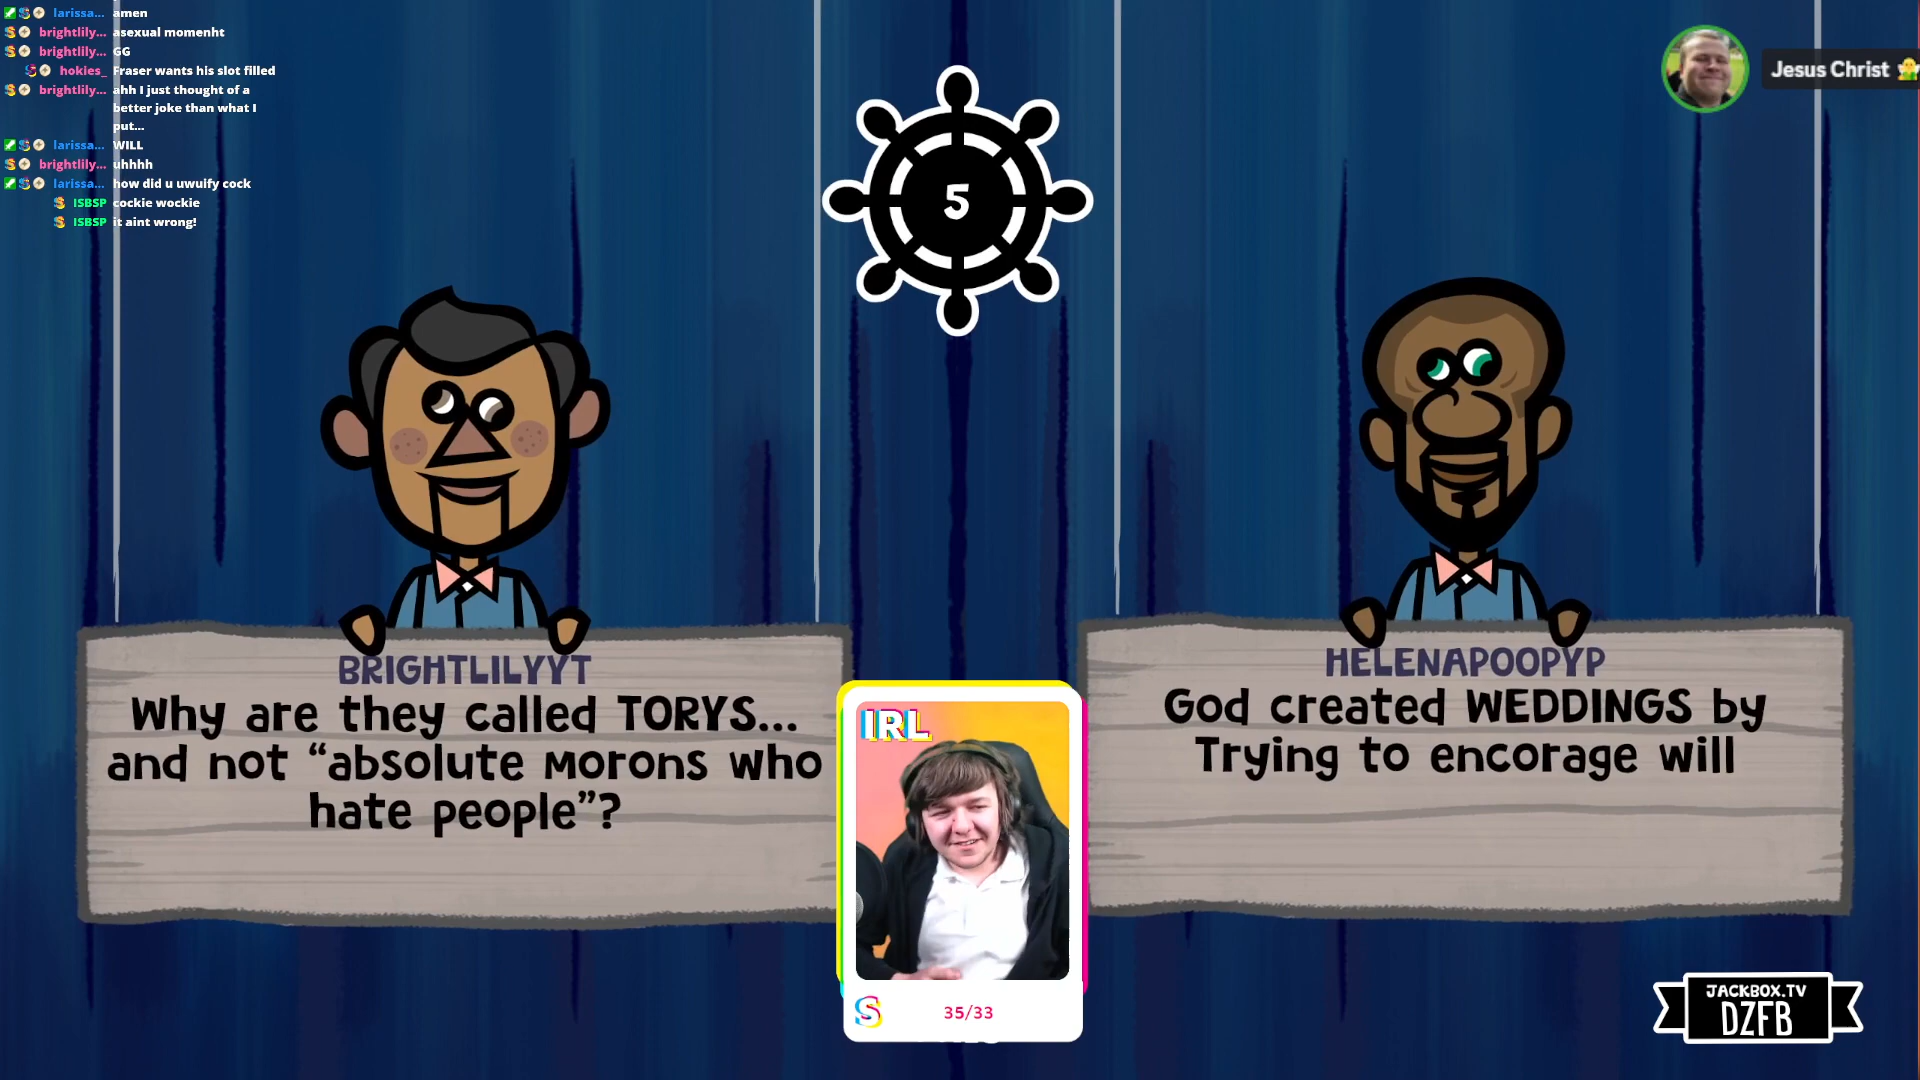 larissa... amen
brightlily... asexual momenht
brightlily... GG
hokies_ Fraser wants his slot filled
brightlily... ahh I just thought of a
better joke than what I
put...
larissa... WILL
brightlily... uhhhh
larissa... how did u uwuify cock
ISBSP cockie wockie
ISBSP it aint wrong!
Jesus Christ
5
BRIGHTLILYYT
Why are they called TORYS...
and not “absolute morons who
hate people”?
HELENAPOOPYP
God created WEDDINGS by
Trying to encorage will
IRL
S 35/33
JACKBOX.TV
DZFB